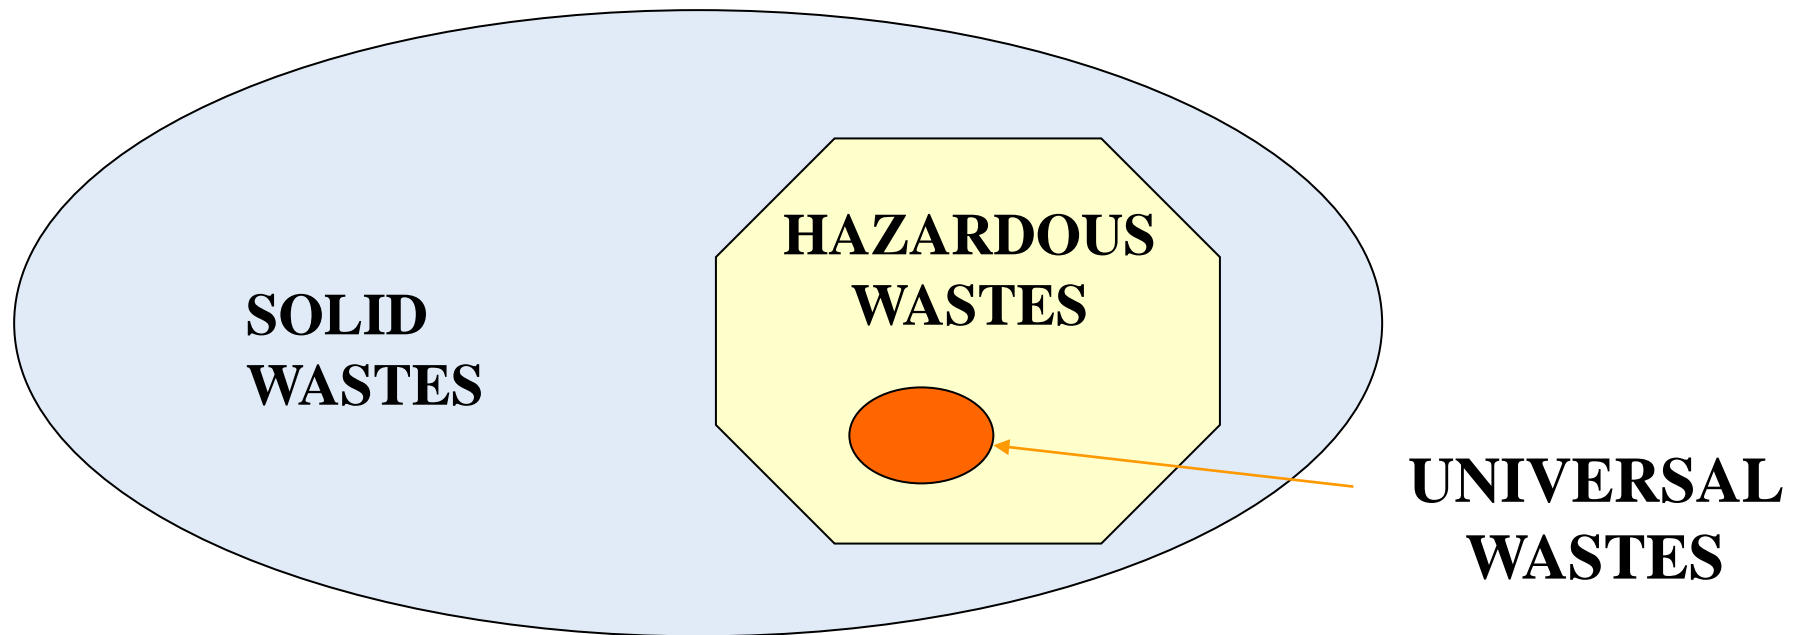 SOLID
WASTES
HAZARDOUS
WASTES
UNIVERSAL
WASTES